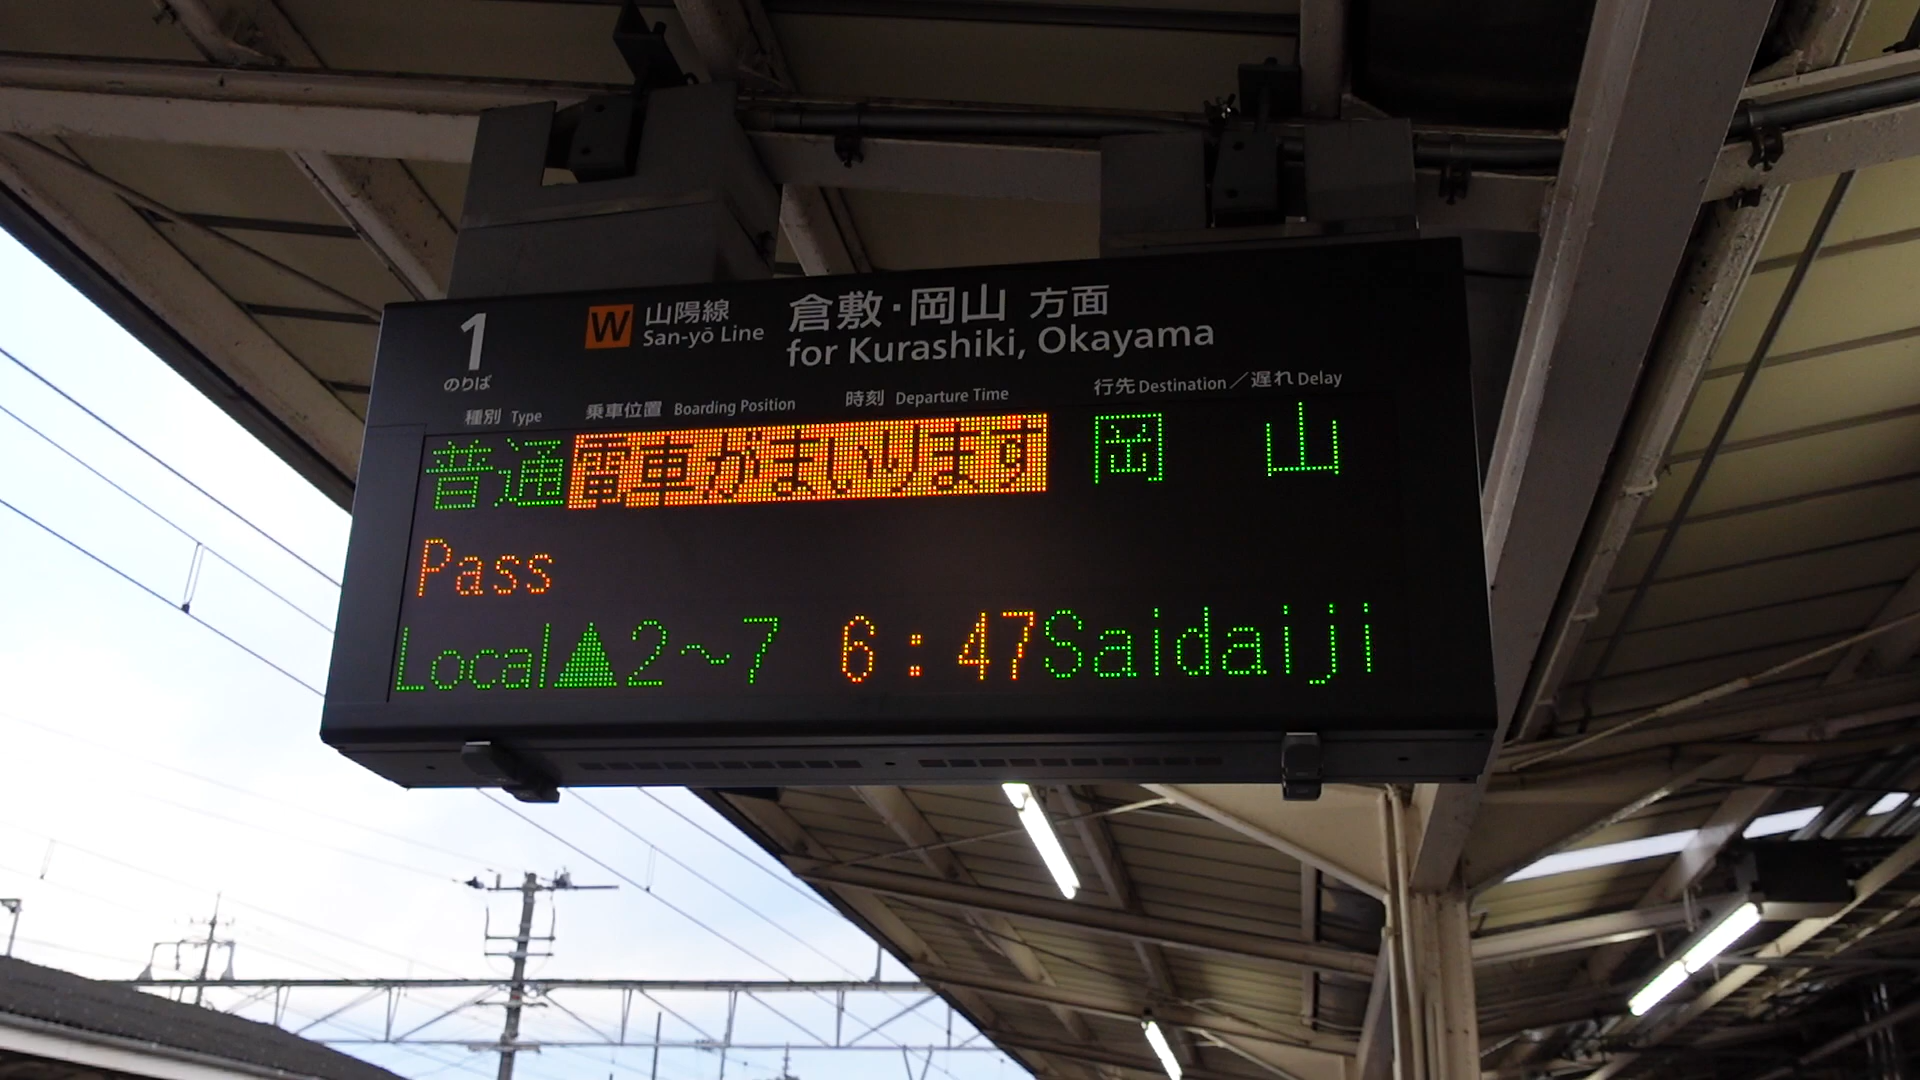 1
のりば
W 山陽線 倉敷・岡山 方面
San-yō Line for Kurashiki, Okayama
種別 Type 乗車位置 Boarding Position 時刻 Departure Time 行先 Destination／遅れ Delay
普通 電車がまいります 岡 山
Pass
Local▲2～7 6:47 Saidaiji